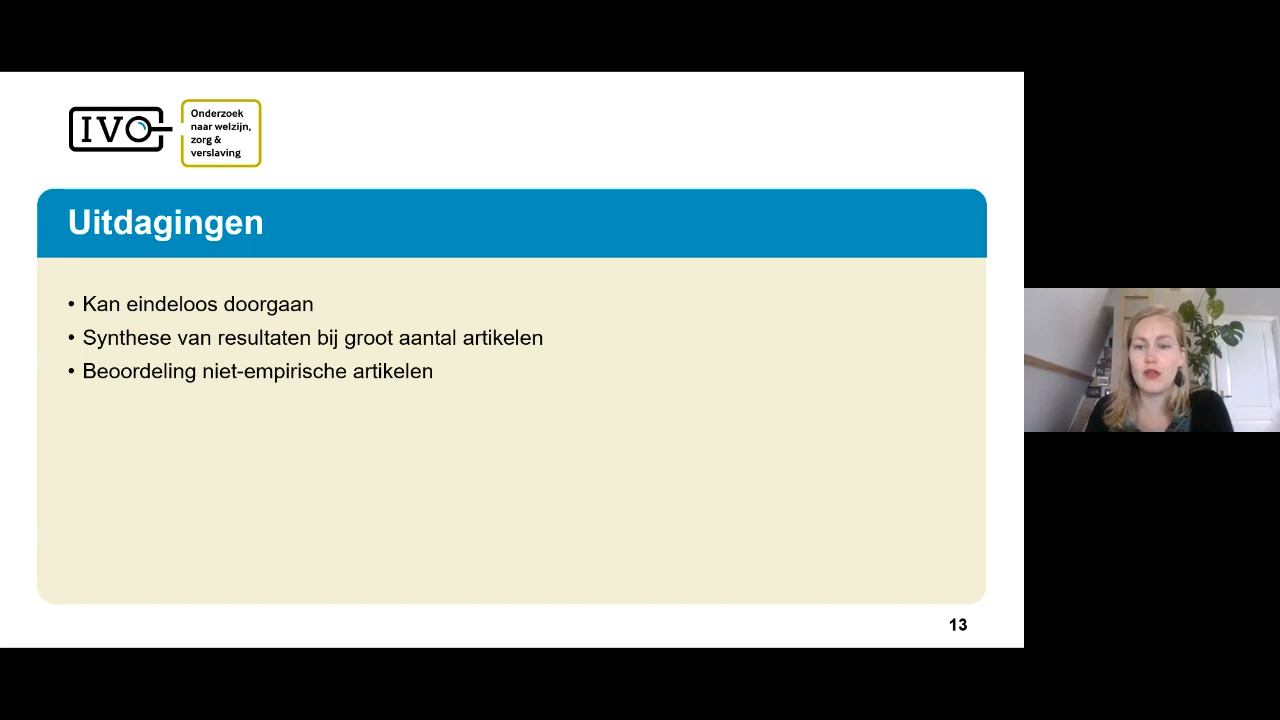 IVO
Onderzoek
naar welzijn,
zorg &
verslaving
Uitdagingen
• Kan eindeloos doorgaan
• Synthese van resultaten bij groot aantal artikelen
• Beoordeling niet-empirische artikelen
13